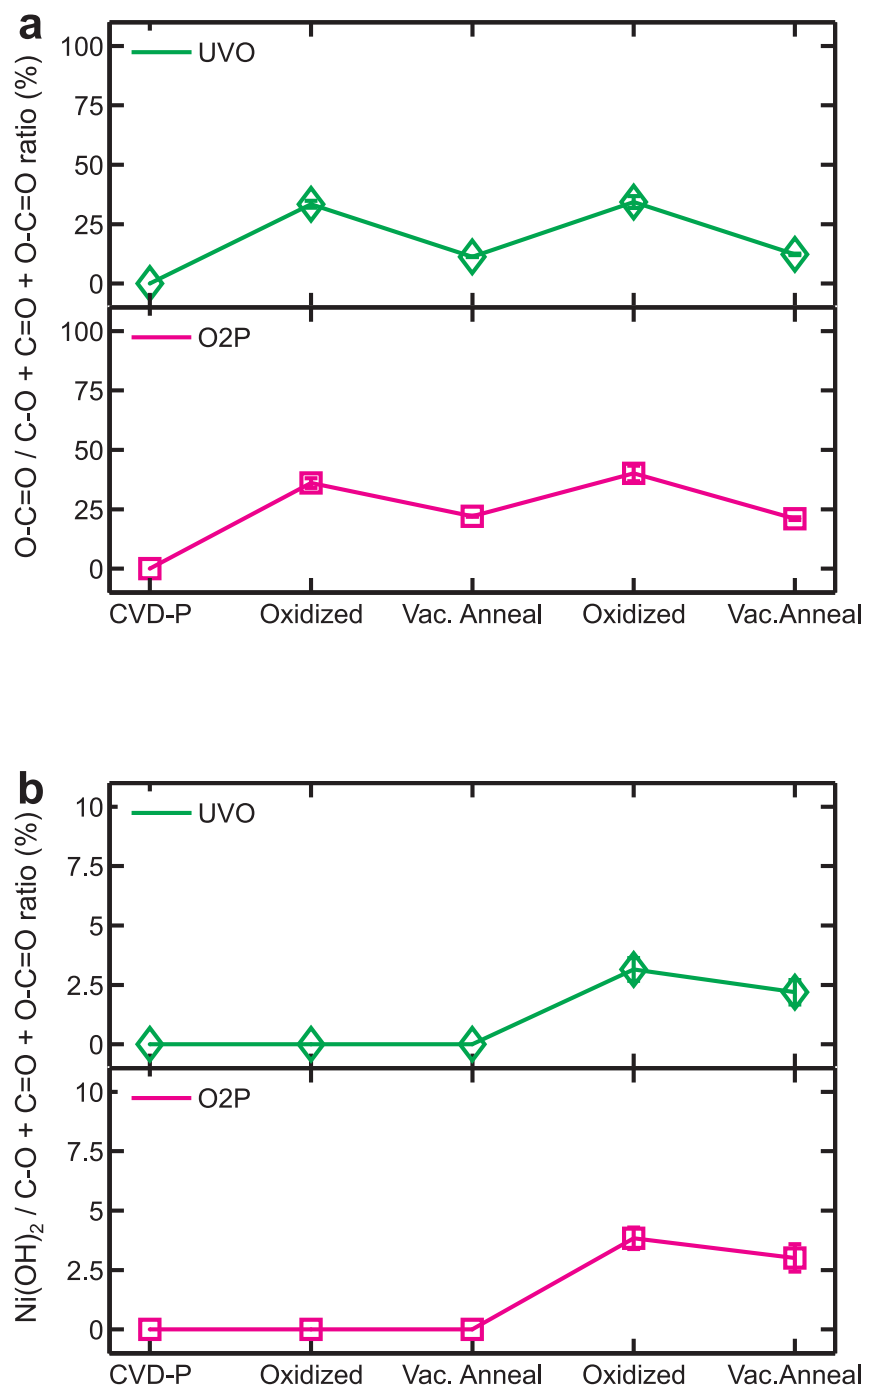 a
O-C=O / C-O + C=O + O-C=O ratio (%)
100
UVO
75
50
25
0
100
O2P
75
50
25
0
CVD-P Oxidized Vac. Anneal Oxidized Vac.Anneal
b
Ni(OH)₂ / C-O + C=O + O-C=O ratio (%)
10
UVO
7.5
5
2.5
0
10
O2P
7.5
5
2.5
0
CVD-P Oxidized Vac. Anneal Oxidized Vac.Anneal